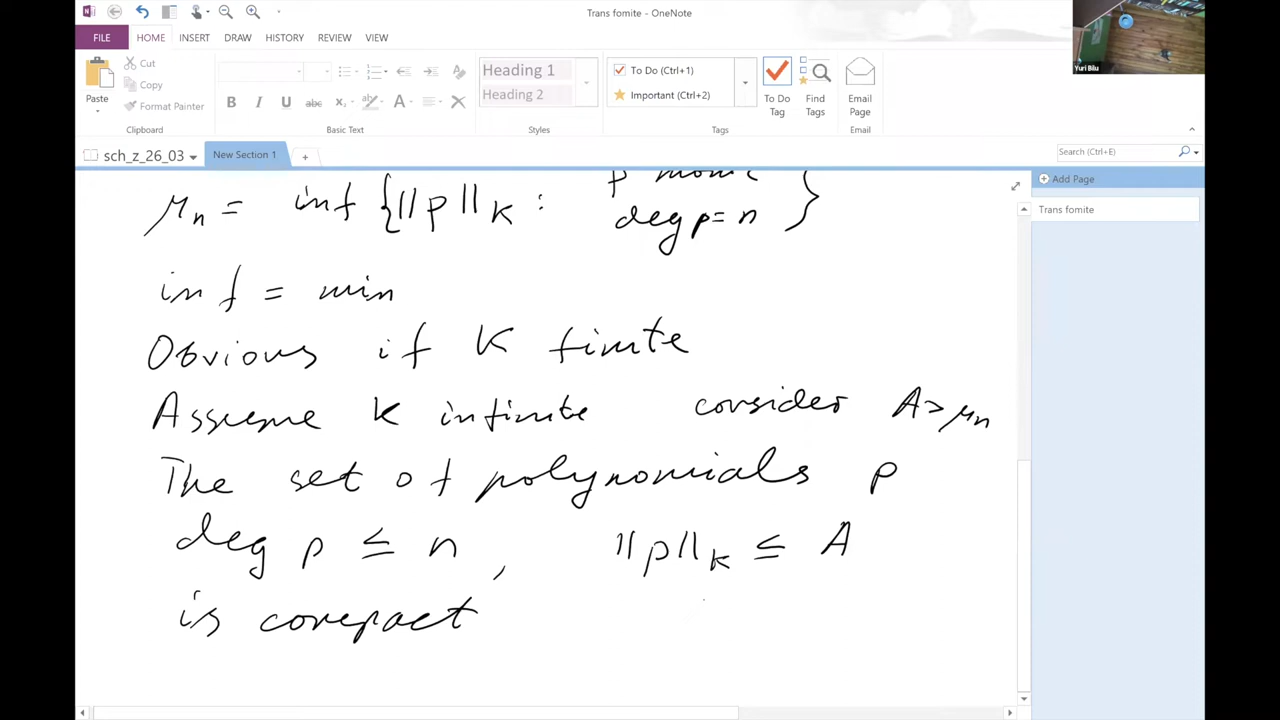 Trans fomite - OneNote
FILE HOME INSERT DRAW HISTORY REVIEW VIEW
Cut
Copy
Format Painter
Paste
Clipboard
B I U abc
Basic Text
Heading 1
Heading 2
Styles
To Do (Ctrl+1)
Important (Ctrl+2)
Tags
To Do Tag
Find Tags
Email Page
Email
Yuri Bilu
sch_z_26_03
New Section 1
Search (Ctrl+E)
Add Page
Trans fomite
p monic
μn = inf {||p||K : deg p = n}
inf = min
Obvious if K finite
Assume K infinite consider A > μn
The set of polynomials p
deg p ≤ n, ||p||K ≤ A
is compact